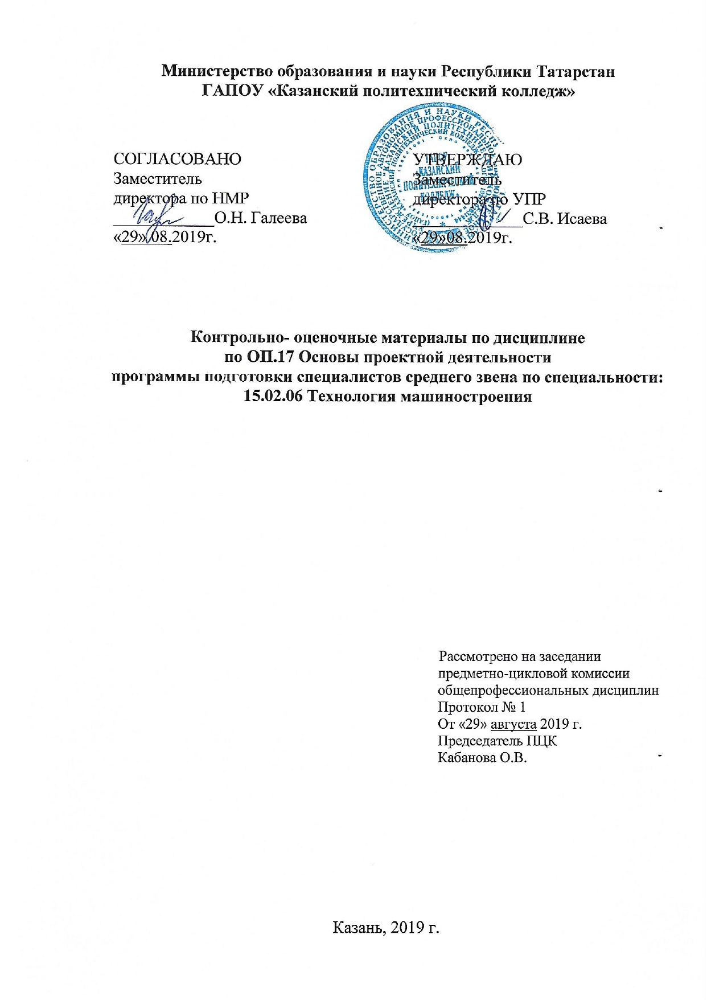 Министерство образования и науки Республики Татарстан
ГАПОУ «Казанский политехнический колледж»
СОГЛАСОВАНО
Заместитель
директора по НМР
О.Н. Галеева
«29».08.2019г.
УТВЕРЖДАЮ
Заместитель
директора по УПР
С.В. Исаева
«29»08.2019г.
КАЗАНСКИЙ
ПОЛИТЕХНИЧЕСКИЙ
КОЛЛЕДЖ»
Контрольно- оценочные материалы по дисциплине
по ОП.17 Основы проектной деятельности
программы подготовки специалистов среднего звена по специальности:
15.02.06 Технология машиностроения
Рассмотрено на заседании
предметно-цикловой комиссии
общепрофессиональных дисциплин
Протокол № 1
От «29» августа 2019 г.
Председатель ПЦК
Кабанова О.В.
Казань, 2019 г.